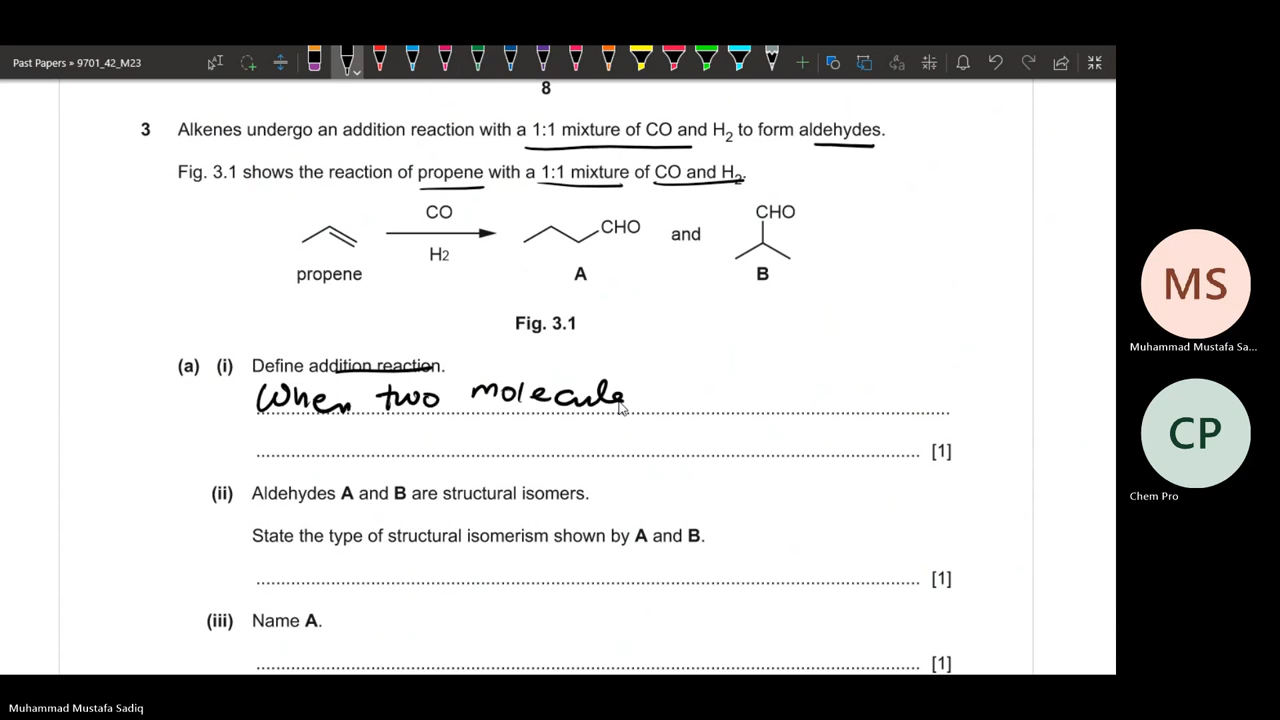 Past Papers » 9701_42_M23
8
3 Alkenes undergo an addition reaction with a 1:1 mixture of CO and H2 to form aldehydes.
Fig. 3.1 shows the reaction of propene with a 1:1 mixture of CO and H2.
CO
H2
propene
CHO
A
and
CHO
B
Fig. 3.1
(a) (i) Define addition reaction.
When two molecule
[1]
(ii) Aldehydes A and B are structural isomers.
State the type of structural isomerism shown by A and B.
[1]
(iii) Name A.
[1]
MS
Muhammad Mustafa Sa...
CP
Chem Pro
Muhammad Mustafa Sadiq